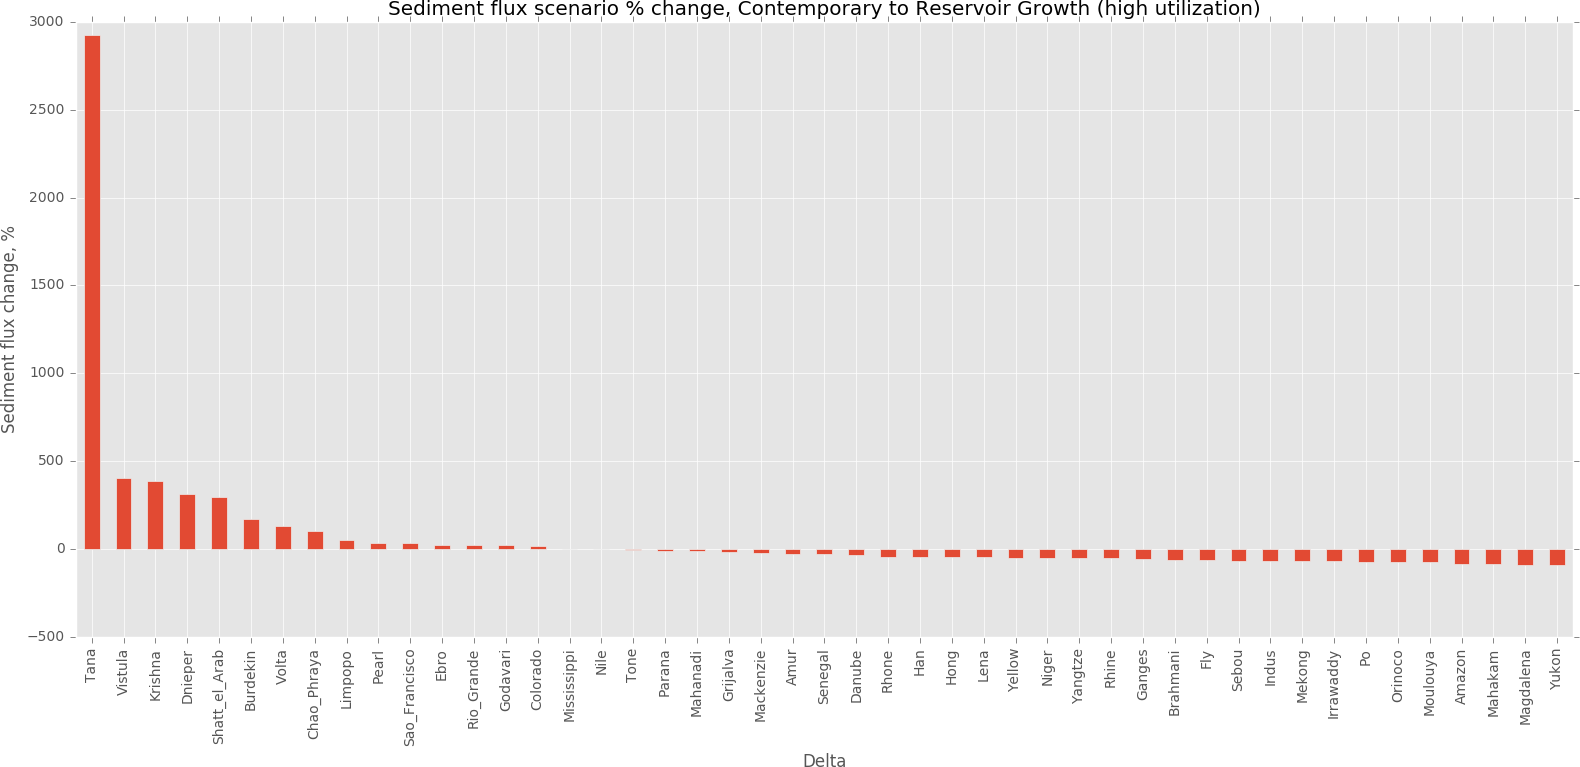 Sediment flux scenario % change, Contemporary to Reservoir Growth (high utilization)
3000
2500
2000
1500
1000
500
0
−500
Sediment flux change, %
Tana
Vistula
Krishna
Dnieper
Shatt_el_Arab
Burdekin
Volta
Chao_Phraya
Limpopo
Pearl
Sao_Francisco
Ebro
Rio_Grande
Godavari
Colorado
Mississippi
Nile
Tone
Parana
Mahanadi
Grijalva
Mackenzie
Amur
Senegal
Danube
Rhone
Han
Hong
Lena
Yellow
Niger
Yangtze
Rhine
Ganges
Brahmani
Fly
Sebou
Indus
Mekong
Irrawaddy
Po
Orinoco
Moulouya
Amazon
Mahakam
Magdalena
Yukon
Delta